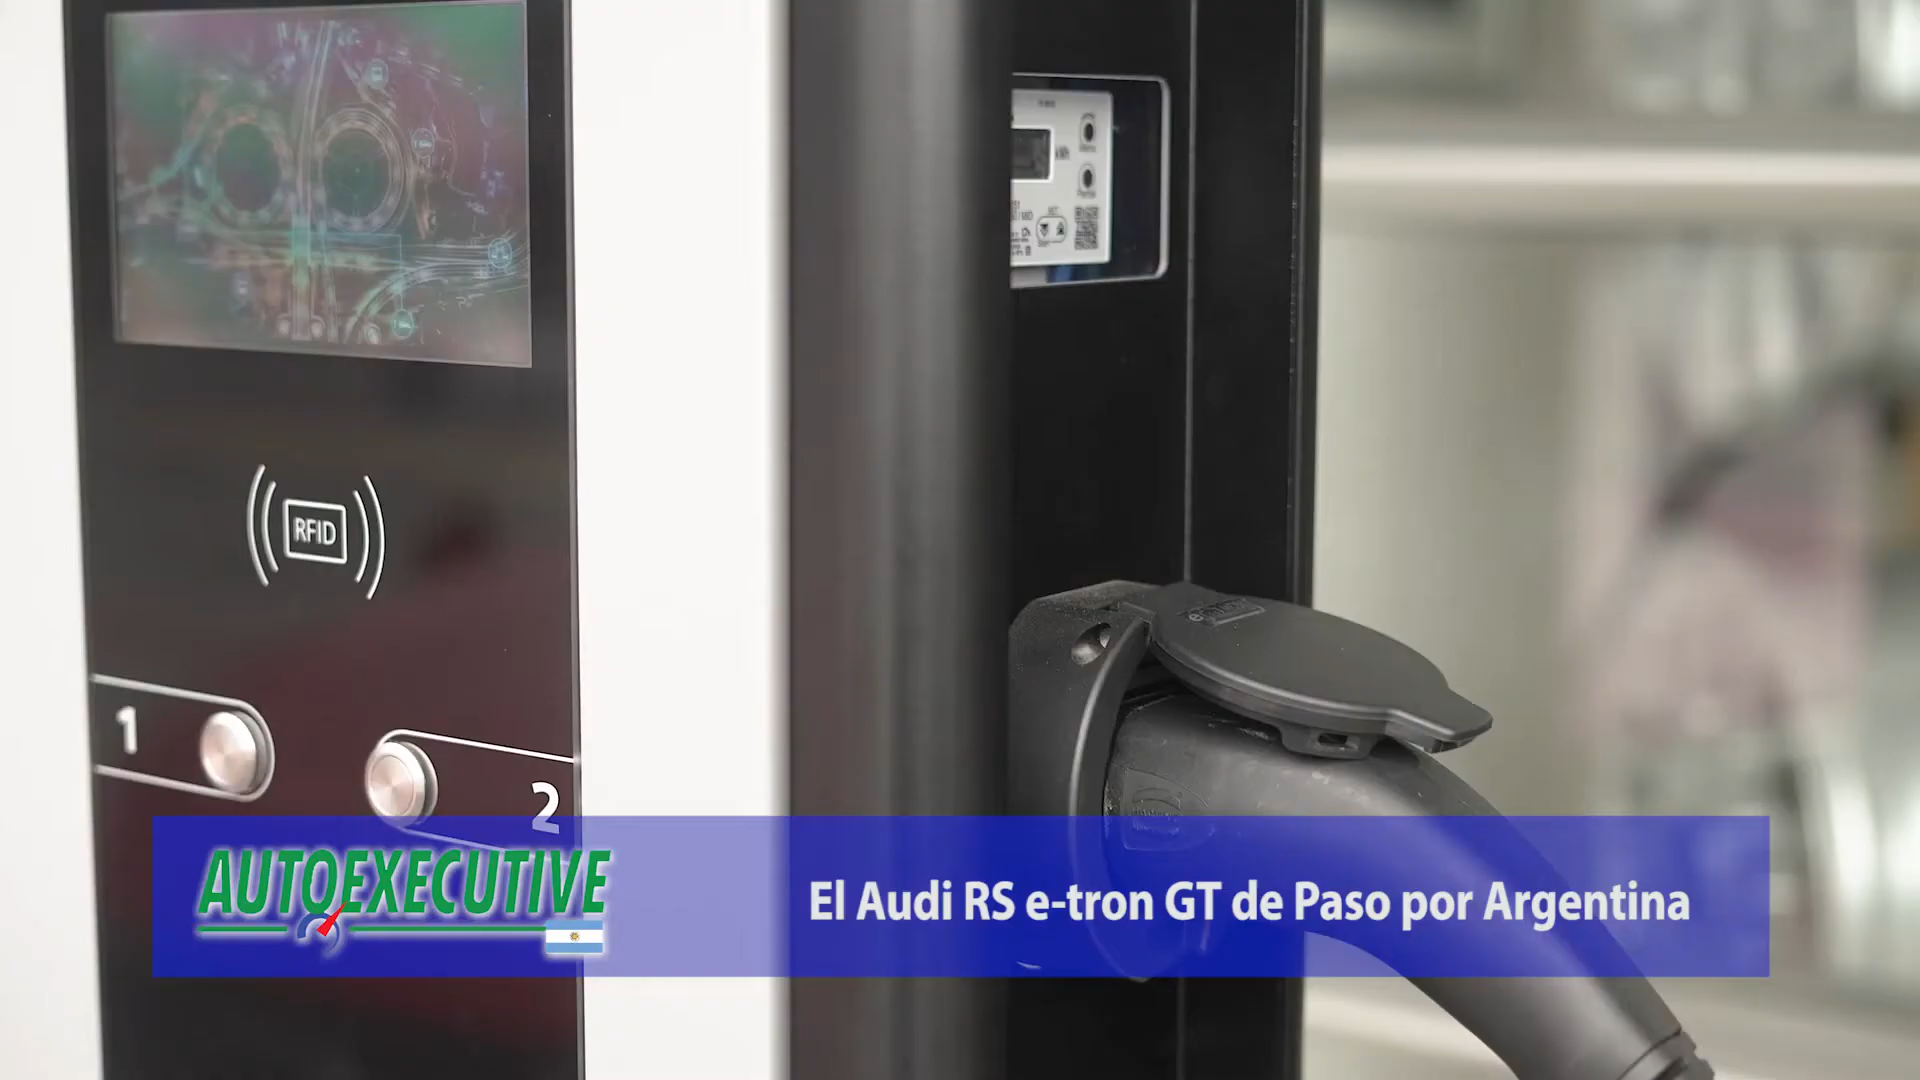 RFID
1
2
AUTOEXECUTIVE
El Audi RS e-tron GT de Paso por Argentina